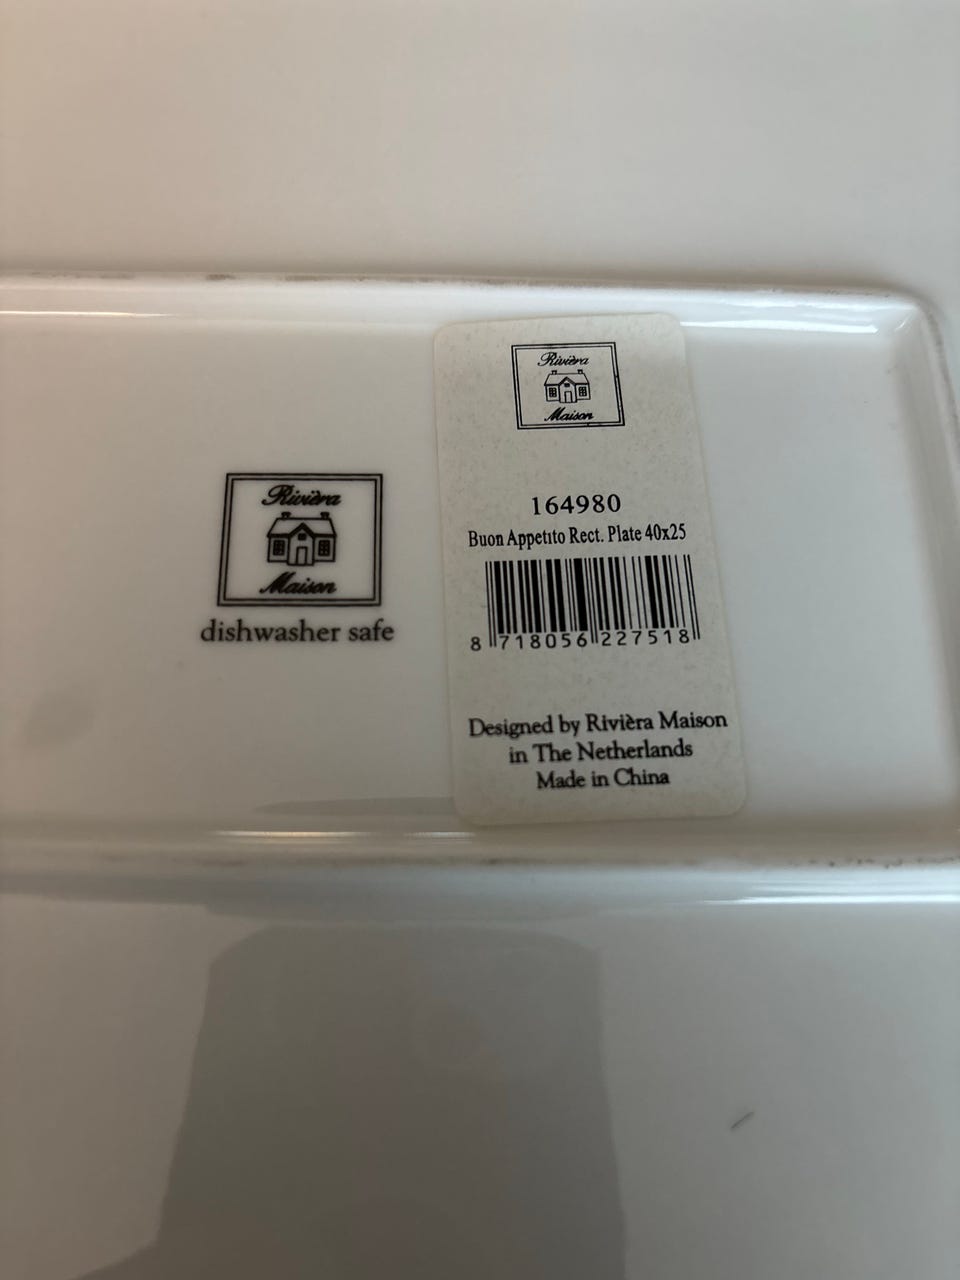 Rivièra
Maison
dishwasher safe
Rivièra
Maison
164980
Buon Appetito Rect. Plate 40x25
8 718056 227518
Designed by Rivièra Maison
in The Netherlands
Made in China